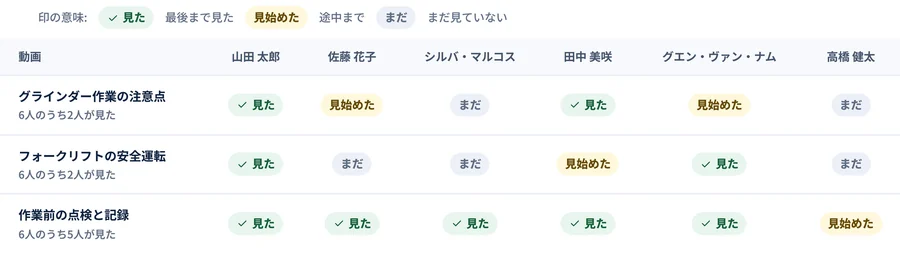 印の意味: ✓ 見た 最後まで見た 見始めた 途中まで まだ まだ見ていない
動画 山田 太郎 佐藤 花子 シルバ・マルコス 田中 美咲 グエン・ヴァン・ナム 高橋 健太
グラインダー作業の注意点 ✓ 見た 見始めた まだ ✓ 見た 見始めた まだ
6人のうち2人が見た
フォークリフトの安全運転 ✓ 見た まだ まだ 見始めた ✓ 見た まだ
6人のうち2人が見た
作業前の点検と記録 ✓ 見た ✓ 見た ✓ 見た ✓ 見た ✓ 見た 見始めた
6人のうち5人が見た